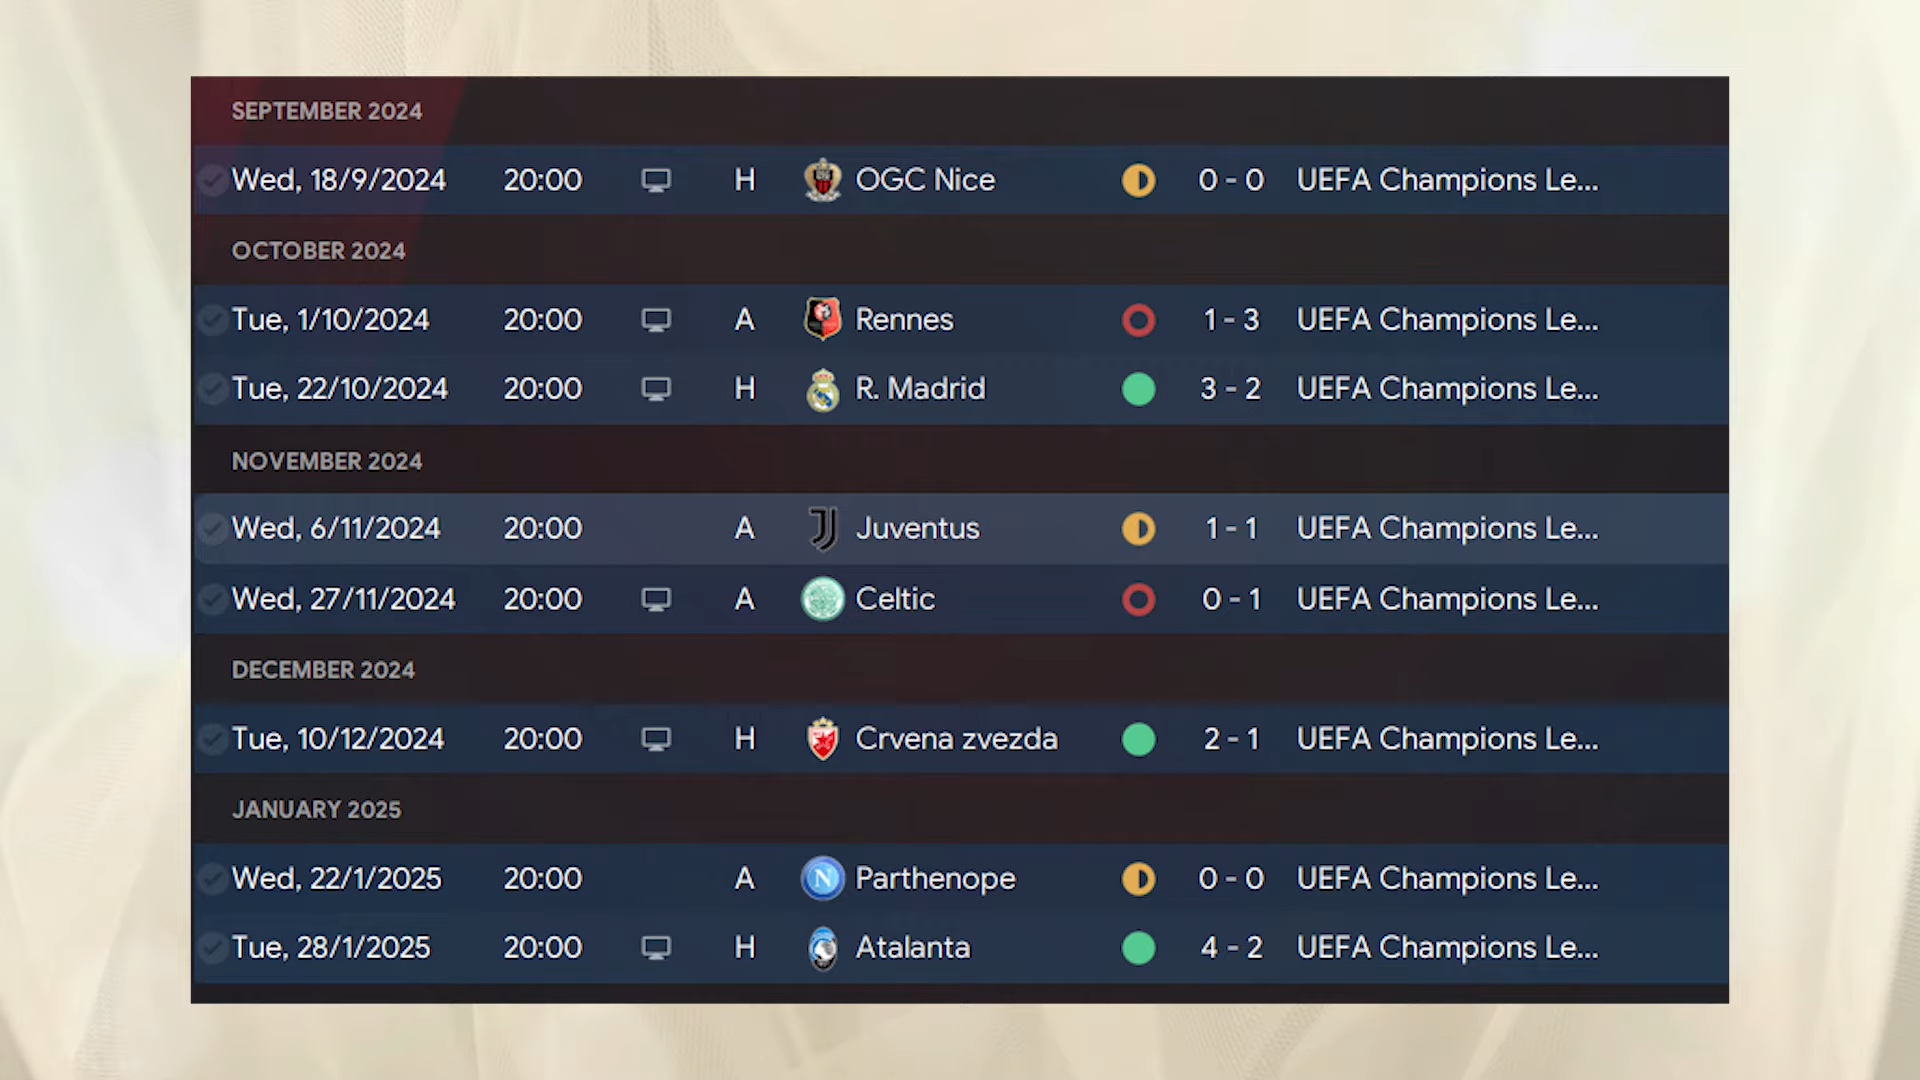 SEPTEMBER 2024
Wed, 18/9/2024 20:00 H OGC Nice 0 - 0 UEFA Champions Le...
OCTOBER 2024
Tue, 1/10/2024 20:00 A Rennes 1 - 3 UEFA Champions Le...
Tue, 22/10/2024 20:00 H R. Madrid 3 - 2 UEFA Champions Le...
NOVEMBER 2024
Wed, 6/11/2024 20:00 A Juventus 1 - 1 UEFA Champions Le...
Wed, 27/11/2024 20:00 A Celtic 0 - 1 UEFA Champions Le...
DECEMBER 2024
Tue, 10/12/2024 20:00 H Crvena zvezda 2 - 1 UEFA Champions Le...
JANUARY 2025
Wed, 22/1/2025 20:00 A N Parthenope 0 - 0 UEFA Champions Le...
Tue, 28/1/2025 20:00 H Atalanta 4 - 2 UEFA Champions Le...